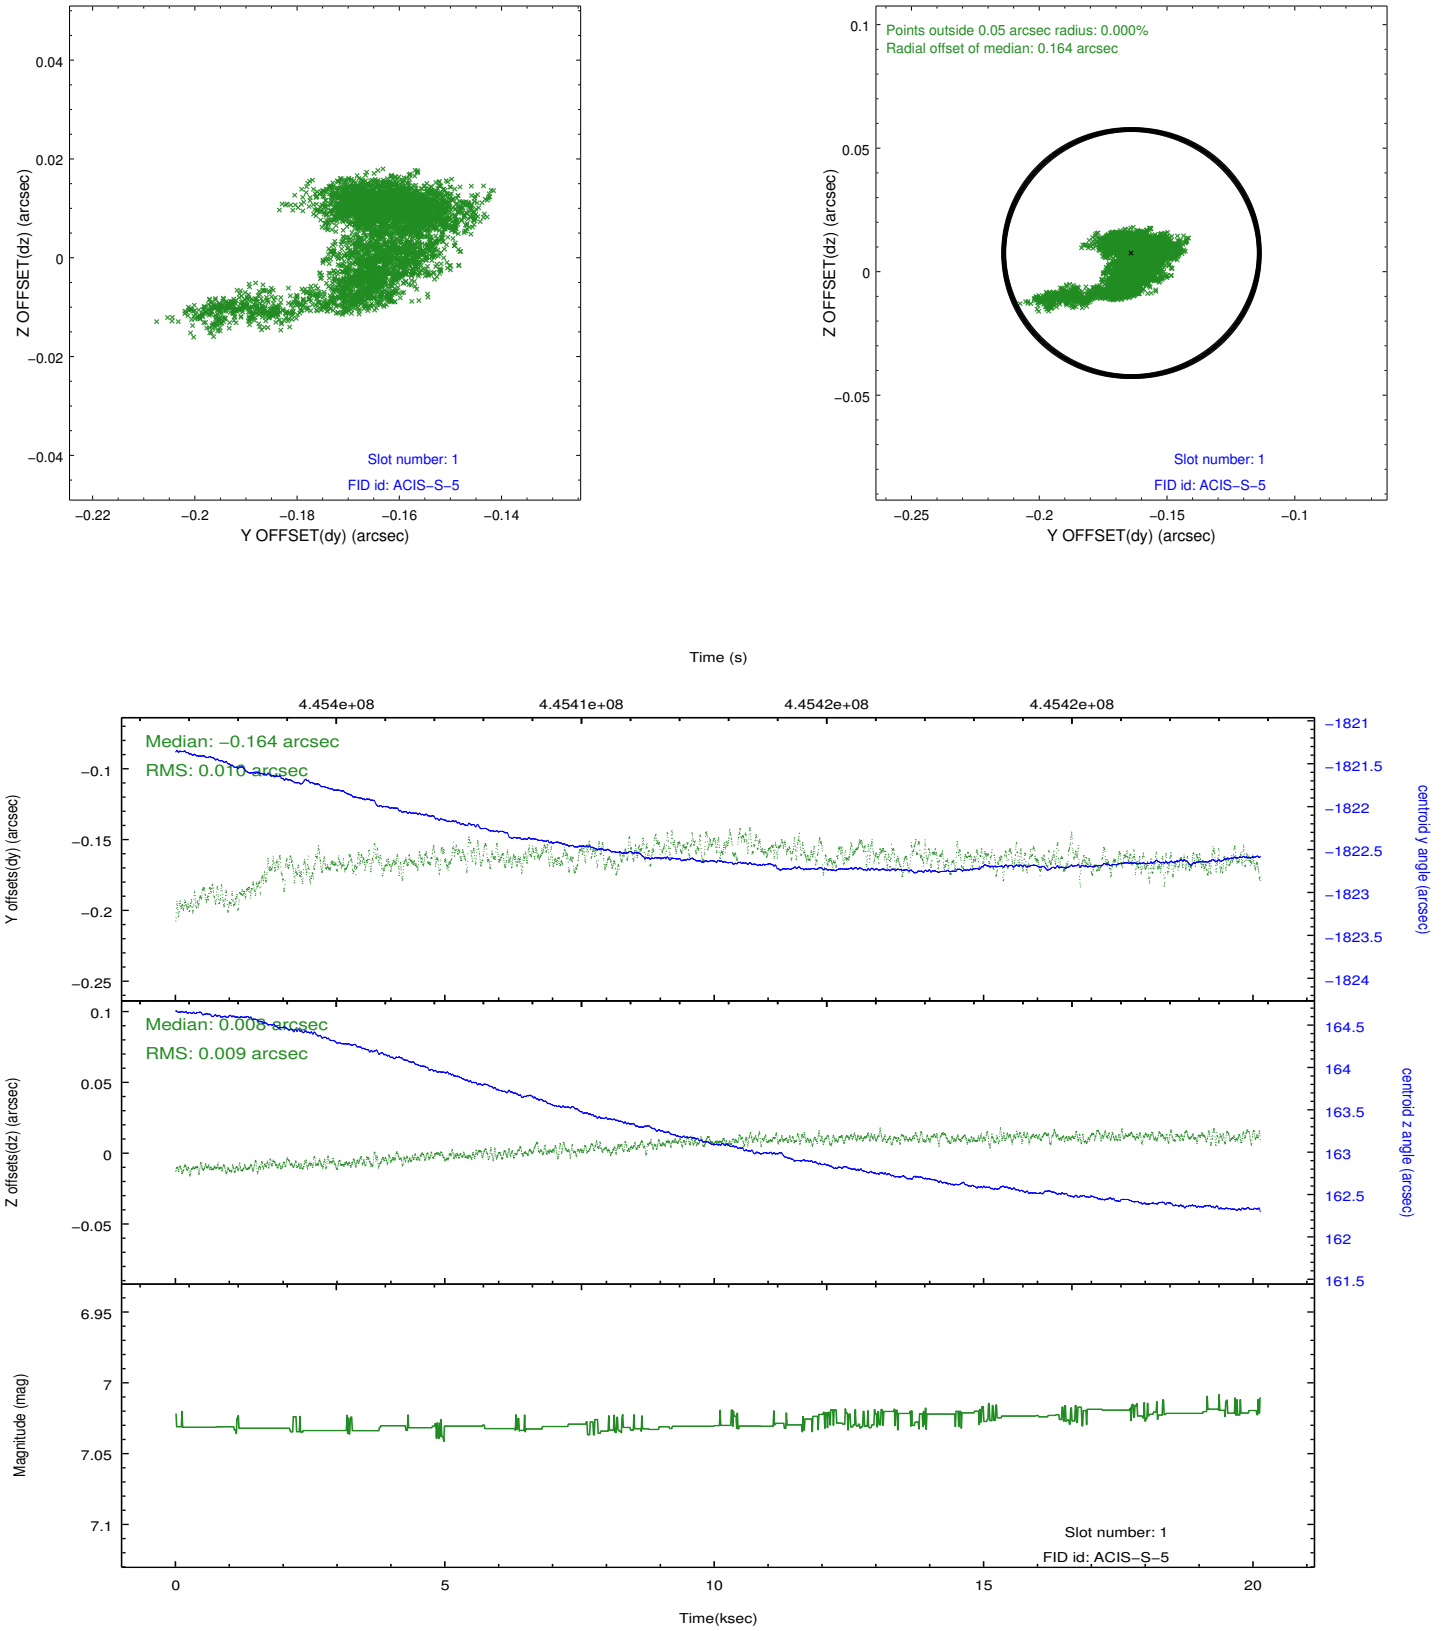 0.04
0.02
0
−0.02
−0.04
Z OFFSET(dz) (arcsec)
Slot number: 1
FID id: ACIS−S−5
−0.22
−0.2
−0.18
−0.16
−0.14
Y OFFSET(dy) (arcsec)
Points outside 0.05 arcsec radius: 0.000%
Radial offset of median: 0.164 arcsec
0.1
0.05
0
−0.05
Z OFFSET(dz) (arcsec)
Slot number: 1
FID id: ACIS−S−5
−0.25
−0.2
−0.15
−0.1
Y OFFSET(dy) (arcsec)
Time (s)
4.454e+08
4.4541e+08
4.4542e+08
4.4542e+08
Median: −0.164 arcsec
RMS: 0.010 arcsec
−0.1
−0.15
−0.2
−0.25
Y offsets(dy) (arcsec)
−1821
−1821.5
−1822
−1822.5
−1823
−1823.5
−1824
centroid y angle (arcsec)
Median: 0.008 arcsec
RMS: 0.009 arcsec
0.1
0.05
0
−0.05
Z offsets(dz) (arcsec)
164.5
164
163.5
163
162.5
162
161.5
centroid z angle (arcsec)
6.95
7
7.05
7.1
Magnitude (mag)
Slot number: 1
FID id: ACIS−S−5
0
5
10
15
20
Time(ksec)